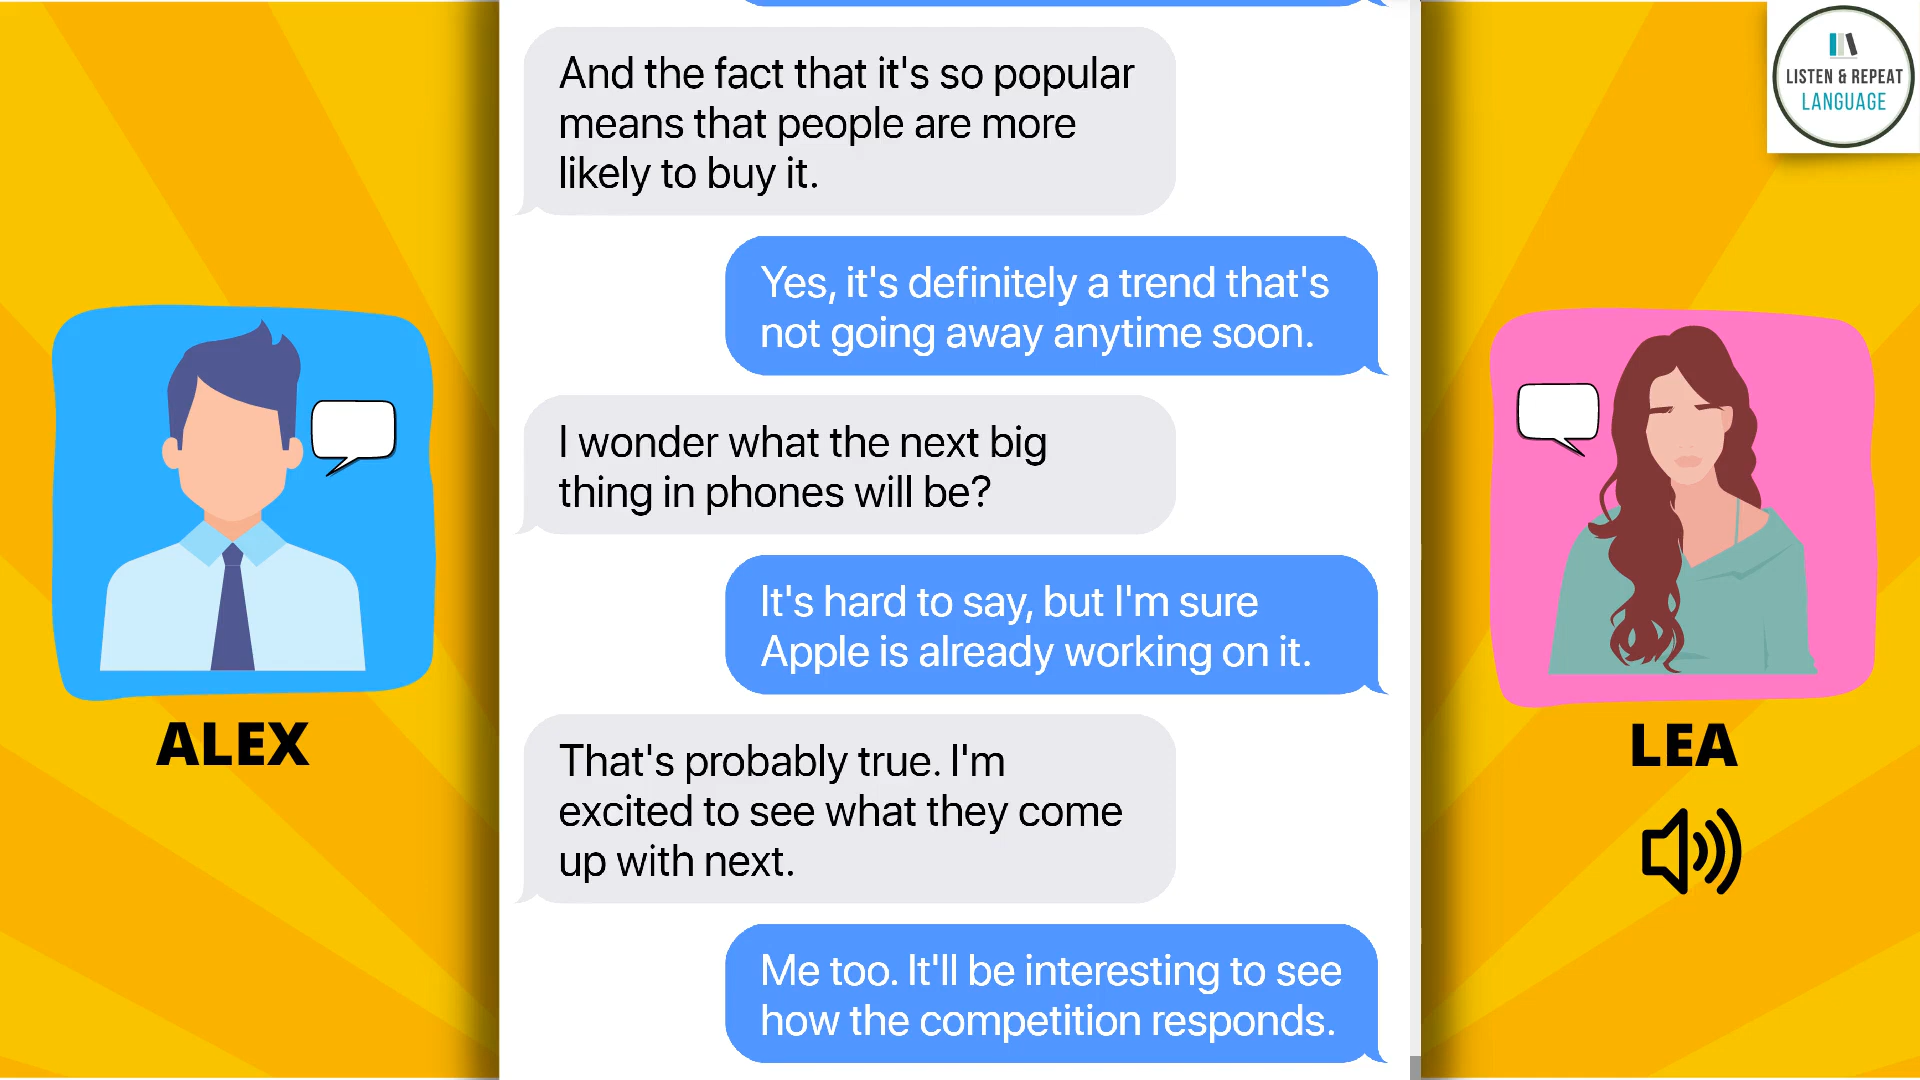 And the fact that it's so popular
means that people are more
likely to buy it.
Yes, it's definitely a trend that's
not going away anytime soon.
I wonder what the next big
thing in phones will be?
It's hard to say, but I'm sure
Apple is already working on it.
That's probably true. I'm
excited to see what they come
up with next.
Me too. It'll be interesting to see
how the competition responds.
ALEX
LEA
LISTEN & REPEAT
LANGUAGE